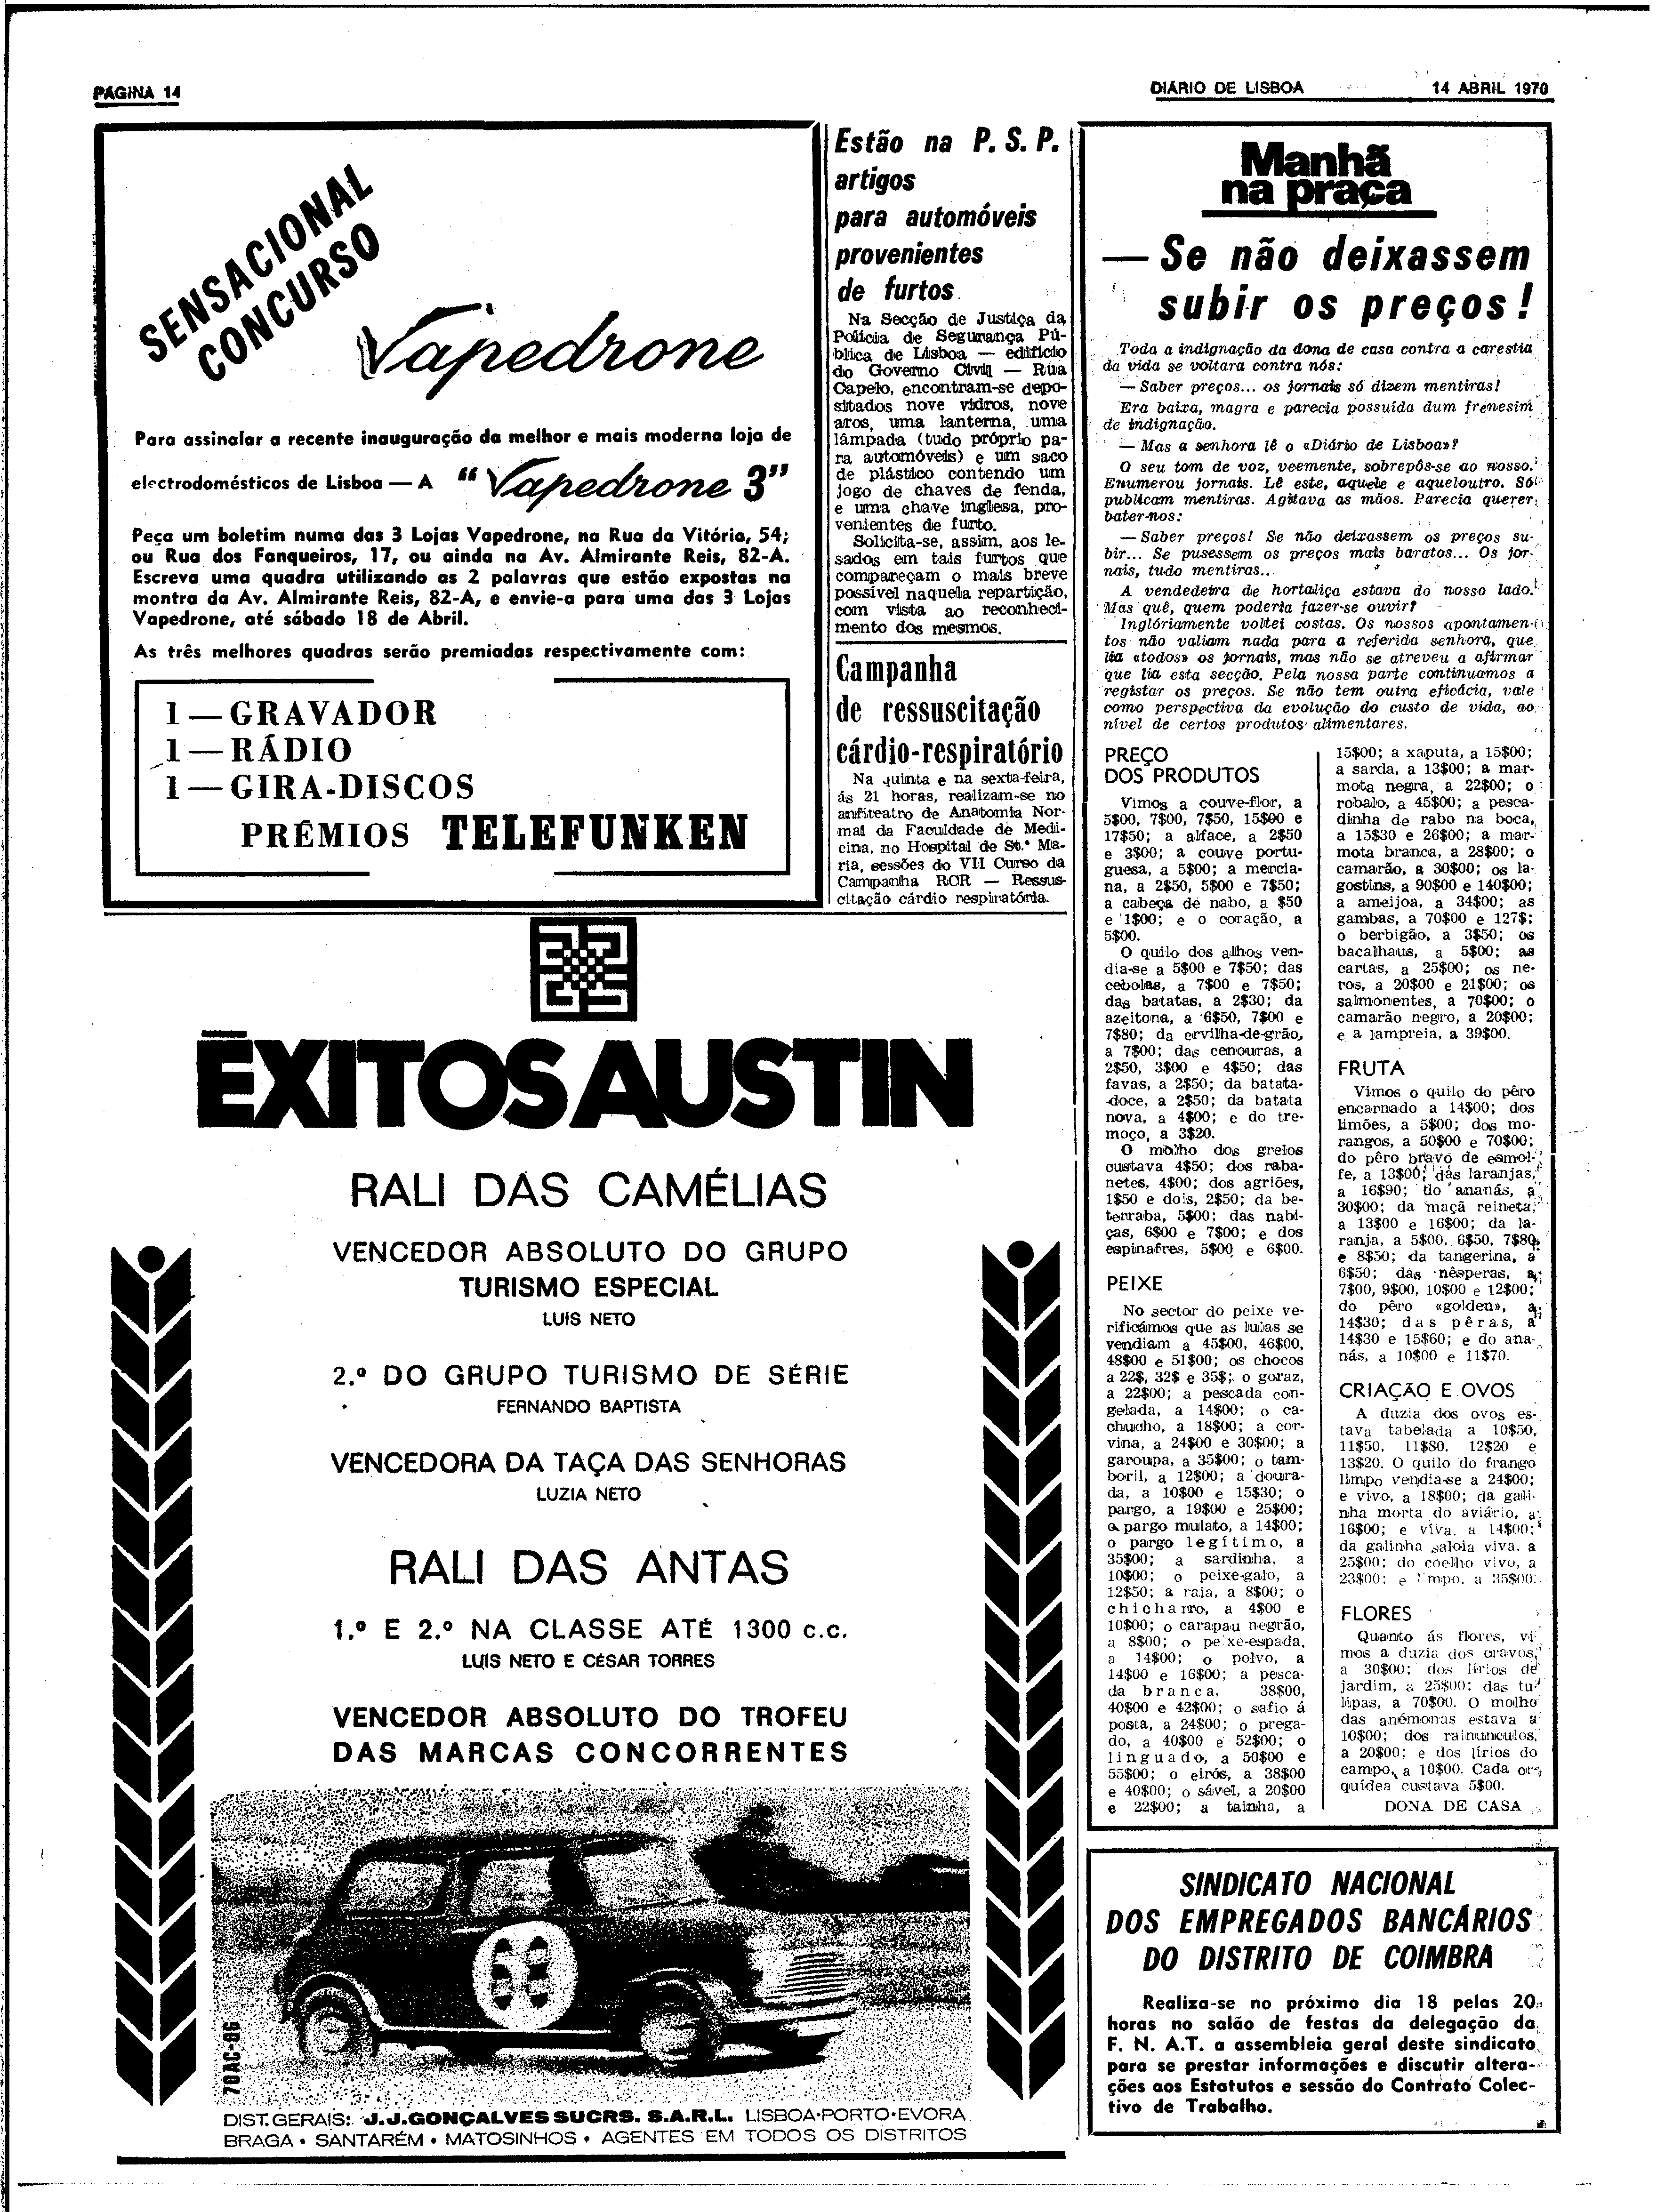 PÁGINA 14
DIÁRIO DE LISBOA
14 ABRIL 1970
SENSACIONAL
CONCURSO
Vapedrone
Para assinalar a recente inauguração da melhor e mais moderna loja de
electrodomésticos de Lisboa — A "Vapedrone 3"
Peça um boletim numa das 3 Lojas Vapedrone, na Rua da Vitória, 54;
ou Rua dos Fanqueiros, 17, ou ainda na Av. Almirante Reis, 82-A.
Escreva uma quadra utilizando as 2 palavras que estão expostas na
montra da Av. Almirante Reis, 82-A, e envie-a para uma das 3 Lojas
Vapedrone, até sábado 18 de Abril.
As três melhores quadras serão premiadas respectivamente com:
1 — GRAVADOR
1 — RÁDIO
1 — GIRA-DISCOS
PRÉMIOS TELEFUNKEN
Estão na P. S. P.
artigos
para automóveis
provenientes
de furtos
Na Secção de Justiça da
Polícia de Segurança Pú-
blica de Lisboa — edifício
do Governo Civil — Rua
Capelo, encontram-se depo-
sitados nove vidros, nove
aros, uma lanterna, uma
lâmpada (tudo próprio pa-
ra automóveis) e um saco
de plástico contendo um
jogo de chaves de fenda,
e uma chave inglesa, pro-
venientes de furto.
Solicita-se, assim, aos le-
sados em tais furtos que
compareçam o mais breve
possível naquela repartição,
com vista ao reconheci-
mento dos mesmos.
Campanha
de ressuscitação
cárdio-respiratório
Na quinta e na sexta-feira,
ás 21 horas, realizam-se no
anfiteatro de Anatomia Nor-
mal da Faculdade de Medi-
cina, no Hospital de St.ª Ma-
ria, sessões do VII Curso da
Campanha RCR — Ressus-
citação cárdio respiratória.
ÊXITOS AUSTIN
RALI DAS CAMÉLIAS
VENCEDOR ABSOLUTO DO GRUPO
TURISMO ESPECIAL
LUIS NETO
2.º DO GRUPO TURISMO DE SÉRIE
FERNANDO BAPTISTA
VENCEDORA DA TAÇA DAS SENHORAS
LUZIA NETO
RALI DAS ANTAS
1.º E 2.º NA CLASSE ATÉ 1300 c.c.
LUÍS NETO E CÉSAR TORRES
VENCEDOR ABSOLUTO DO TROFEU
DAS MARCAS CONCORRENTES
68
70AC-06
DIST. GERAIS: J.J.GONÇALVES SUCRS. S.A.R.L. LISBOA•PORTO•EVORA
BRAGA • SANTARÉM • MATOSINHOS • AGENTES EM TODOS OS DISTRITOS
Manhã
na praça
— Se não deixassem
subir os preços!
Toda a indignação da dona de casa contra a carestia
da vida se voltara contra nós:
— Saber preços... os jornais só dizem mentiras!
Era baixa, magra e parecia possuída dum frenesim
de indignação.
— Mas a senhora lê o «Diário de Lisboa»?
O seu tom de voz, veemente, sobrepôs-se ao nosso.
Enumerou jornais. Lê este, aquele e aqueloutro. Só
publicam mentiras. Agitava as mãos. Parecia querer
bater-nos:
— Saber preços! Se não deixassem os preços su-
bir... Se pusessem os preços mais baratos... Os jor-
nais, tudo mentiras...
A vendedeira de hortaliça estava do nosso lado.
Mas quê, quem poderia fazer-se ouvir?
Inglóriamente voltei costas. Os nossos apontamen-
tos não valiam nada para a referida senhora, que
lia «todos» os jornais, mas não se atreveu a afirmar
que lia esta secção. Pela nossa parte continuamos a
registar os preços. Se não tem outra eficácia, vale
como perspectiva da evolução do custo de vida, ao
nível de certos produtos alimentares.
PREÇO
DOS PRODUTOS
Vimos a couve-flor, a
5$00, 7$00, 7$50, 15$00 e
17$50; a alface, a 2$50
e 3$00; a couve portu-
guesa, a 5$00; a mercia-
na, a 2$50, 5$00 e 7$50;
a cabeça de nabo, a $50
e 1$00; e o coração, a
5$00.
O quilo dos alhos ven-
dia-se a 5$00 e 7$50; das
cebolas, a 7$00 e 7$50;
das batatas, a 2$30; da
azeitona, a 6$50, 7$00 e
7$80; da ervilha-de-grão,
a 7$00; das cenouras, a
2$50, 3$00 e 4$50; das
favas, a 2$50; da batata-
-doce, a 2$50; da batata
nova, a 4$00; e do tre-
moço, a 3$20.
O molho dos grelos
custava 4$50; dos raba-
netes, 4$00; dos agriões,
1$50 e dois, 2$50; da be-
terraba, 5$00; das nabi-
ças, 6$00 e 7$00; e dos
espinafres, 5$00 e 6$00.
PEIXE
No sector do peixe ve-
rificámos que as lulas se
vendiam a 45$00, 46$00,
48$00 e 51$00; os chocos
a 22$, 32$ e 35$; o goraz,
a 22$00; a pescada con-
gelada, a 14$00; o ca-
chucho, a 18$00; a cor-
vina, a 24$00 e 30$00; a
garoupa, a 35$00; o tam-
boril, a 12$00; a doura-
da, a 10$00 e 15$30; o
pargo, a 19$00 e 25$00;
o pargo mulato, a 14$00;
o pargo legítimo, a
35$00; a sardinha, a
10$00; o peixe-galo, a
12$50; a raia, a 8$00; o
chicharro, a 4$00 e
10$00; o carapau negrão,
a 8$00; o peixe-espada,
a 14$00; o polvo, a
14$00 e 16$00; a pesca-
da branca, 38$00,
40$00 e 42$00; o safio á
posta, a 24$00; o prega-
do, a 40$00 e 52$00; o
linguado, a 50$00 e
55$00; o eirós, a 38$00
e 40$00; o sável, a 20$00
e 22$00; a tainha, a
15$00; a xaputa, a 15$00;
a sarda, a 13$00; a mar-
mota negra, a 22$00; o
robalo, a 45$00; a pesca-
dinha de rabo na boca,
a 15$30 e 26$00; a mar-
mota branca, a 28$00; o
camarão, a 30$00; os la-
gostins, a 90$00 e 140$00;
a ameijoa, a 34$00; as
gambas, a 70$00 e 127$;
o berbigão, a 3$50; os
bacalhaus, a 5$00; as
cartas, a 25$00; os ne-
ros, a 20$00 e 21$00; os
salmonentes, a 70$00; o
camarão negro, a 20$00;
e a lampreia, a 39$00.
FRUTA
Vimos o quilo do pêro
encarnado a 14$00; dos
limões, a 5$00; dos mo-
rangos, a 50$00 e 70$00;
do pêro bravo de esmol-
fe, a 13$00; das laranjas,
a 16$90; do ananás, a
30$00; da maçã reineta,
a 13$00 e 16$00; da la-
ranja, a 5$00, 6$50, 7$80,
e 8$50; da tangerina, a
6$50; das nêsperas, a
7$00, 9$00, 10$00 e 12$00;
do pêro «golden», a
14$30; das pêras, a
14$30 e 15$60; e do ana-
nás, a 10$00 e 11$70.
CRIAÇÃO E OVOS
A duzia dos ovos es-
tava tabelada a 10$50,
11$50, 11$80, 12$20 e
13$20. O quilo do frango
limpo vendia-se a 24$00;
e vivo, a 18$00; da gali-
nha morta do aviário, a
16$00; e viva, a 14$00;
da galinha saloia viva, a
25$00; do coelho vivo, a
23$00; e limpo, a 35$00.
FLORES
Quanto ás flores, vi-
mos a duzia dos cravos,
a 30$00; dos lírios de
jardim, a 25$00; das tu-
lipas, a 70$00. O molho
das anémonas estava a
10$00; dos rainunculos,
a 20$00; e dos lírios do
campo, a 10$00. Cada or-
quídea custava 5$00.
DONA DE CASA
SINDICATO NACIONAL
DOS EMPREGADOS BANCÁRIOS
DO DISTRITO DE COIMBRA
Realiza-se no próximo dia 18 pelas 20
horas no salão de festas da delegação da
F. N. A.T. a assembleia geral deste sindicato
para se prestar informações e discutir altera-
ções aos Estatutos e sessão do Contrato Colec-
tivo de Trabalho.